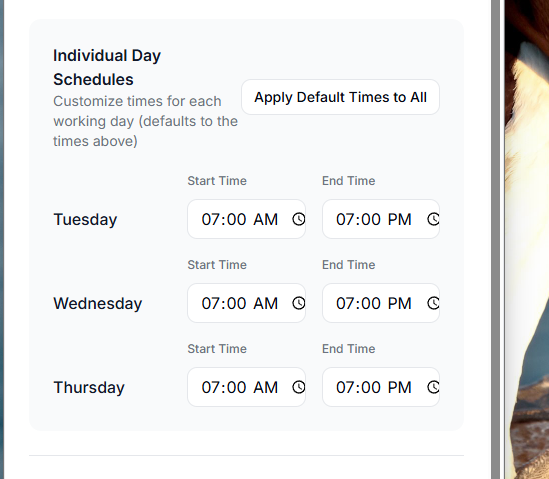 Individual Day
Schedules
Customize times for each
working day (defaults to the
times above)
Apply Default Times to All
Start Time End Time
Tuesday 07:00 AM 07:00 PM
Start Time End Time
Wednesday 07:00 AM 07:00 PM
Start Time End Time
Thursday 07:00 AM 07:00 PM